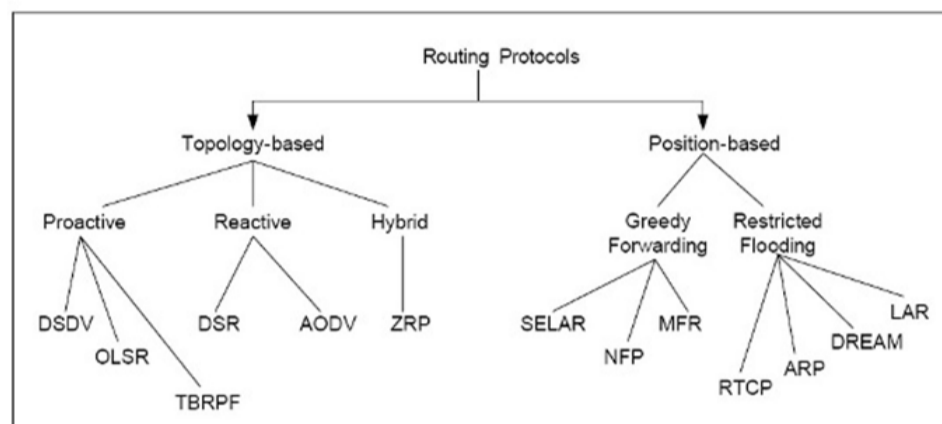 Routing Protocols
Topology-based
Position-based
Proactive
Reactive
Hybrid
Greedy
Forwarding
Restricted
Flooding
DSDV
OLSR
TBRPF
DSR
AODV
ZRP
SELAR
NFP
MFR
RTCP
ARP
DREAM
LAR